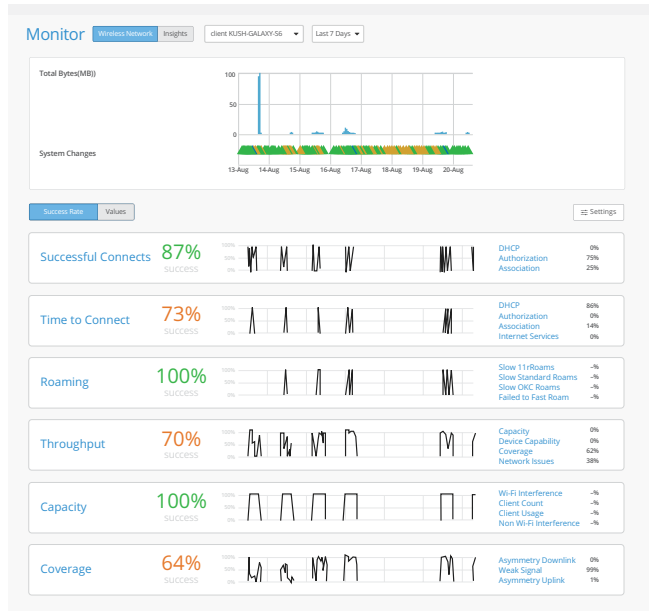 Monitor Wireless Network Insights client KUSH-GALAXY-S6 Last 7 Days
Total Bytes(MB))
100
50
0
System Changes
13-Aug 14-Aug 15-Aug 16-Aug 17-Aug 18-Aug 19-Aug 20-Aug
Success Rate Values Settings
Successful Connects 87% success
100%
50%
0%
DHCP 0%
Authorization 75%
Association 25%
Time to Connect 73% success
100%
50%
0%
DHCP 86%
Authorization 0%
Association 14%
Internet Services 0%
Roaming 100% success
100%
50%
0%
Slow 11rRoams –%
Slow Standard Roams –%
Slow OKC Roams –%
Failed to Fast Roam –%
Throughput 70% success
100%
50%
0%
Capacity 0%
Device Capability 0%
Coverage 62%
Network Issues 38%
Capacity 100% success
100%
50%
0%
Wi-Fi Interference –%
Client Count –%
Client Usage –%
Non Wi-Fi Interference –%
Coverage 64% success
100%
50%
0%
Asymmetry Downlink 0%
Weak Signal 99%
Asymmetry Uplink 1%